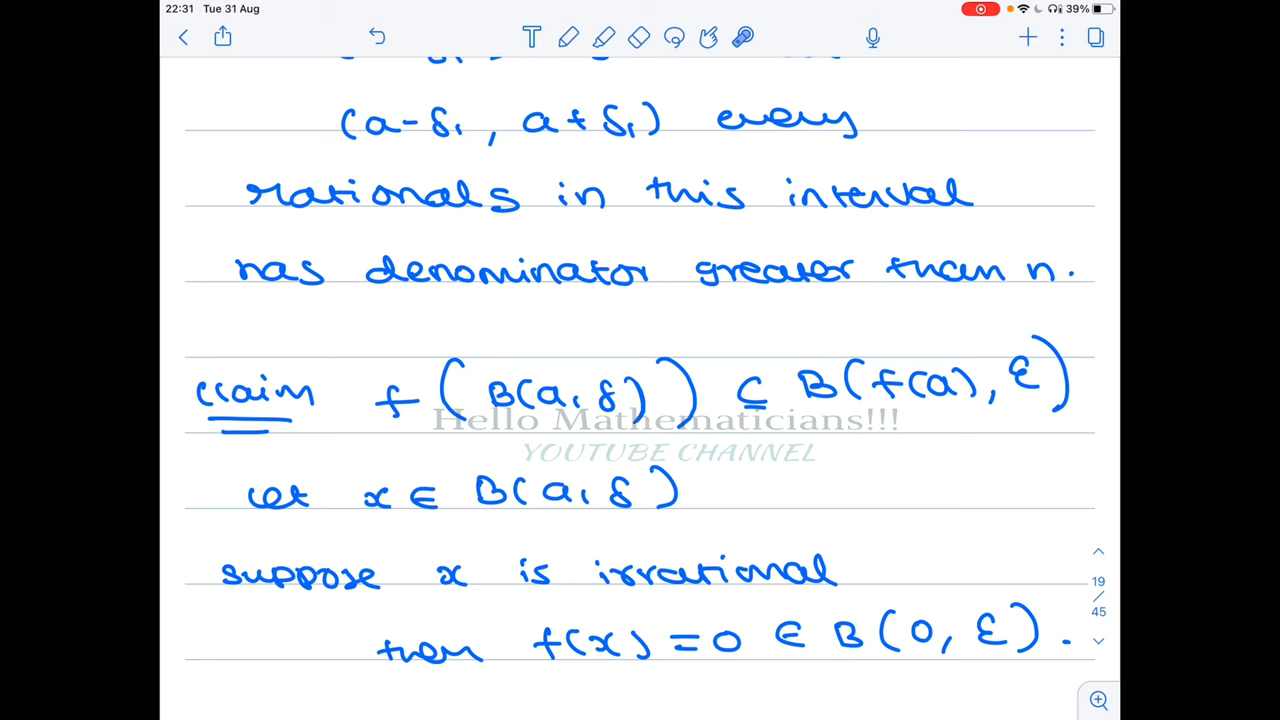 22:31 Tue 31 Aug
39%
(a-δ₁, a+δ₁) every
rationals in this interval
has denominator greater than n.
Claim f(B(a,δ)) ⊆ B(f(a), ε)
Hello Mathematicians!!!
YOUTUBE CHANNEL
Let x ∈ B(a,δ)
suppose x is irrational
then f(x) = 0 ∈ B(0, ε).
19
45